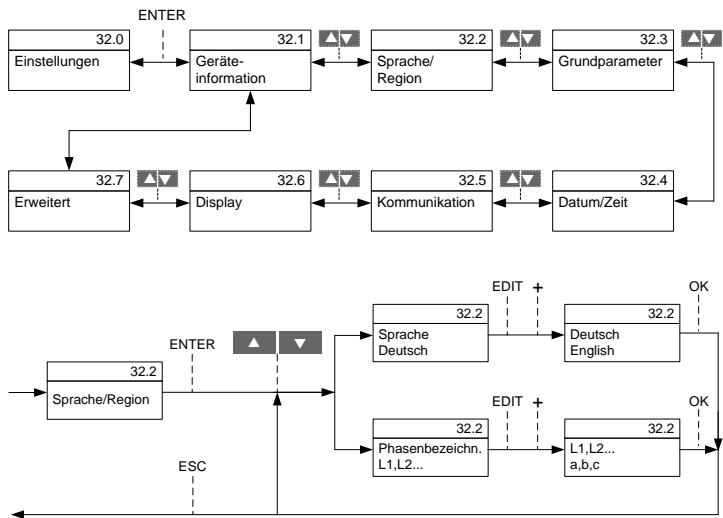 ENTER
32.0
Einstellungen
32.1
Geräte-
information
32.2
Sprache/
Region
32.3
Grundparameter
32.7
Erweitert
32.6
Display
32.5
Kommunikation
32.4
Datum/Zeit
EDIT +
OK
32.2
Sprache
Deutsch
32.2
Deutsch
English
ENTER
32.2
Sprache/Region
EDIT +
OK
32.2
Phasenbezeichn.
L1,L2...
32.2
L1,L2...
a,b,c
ESC